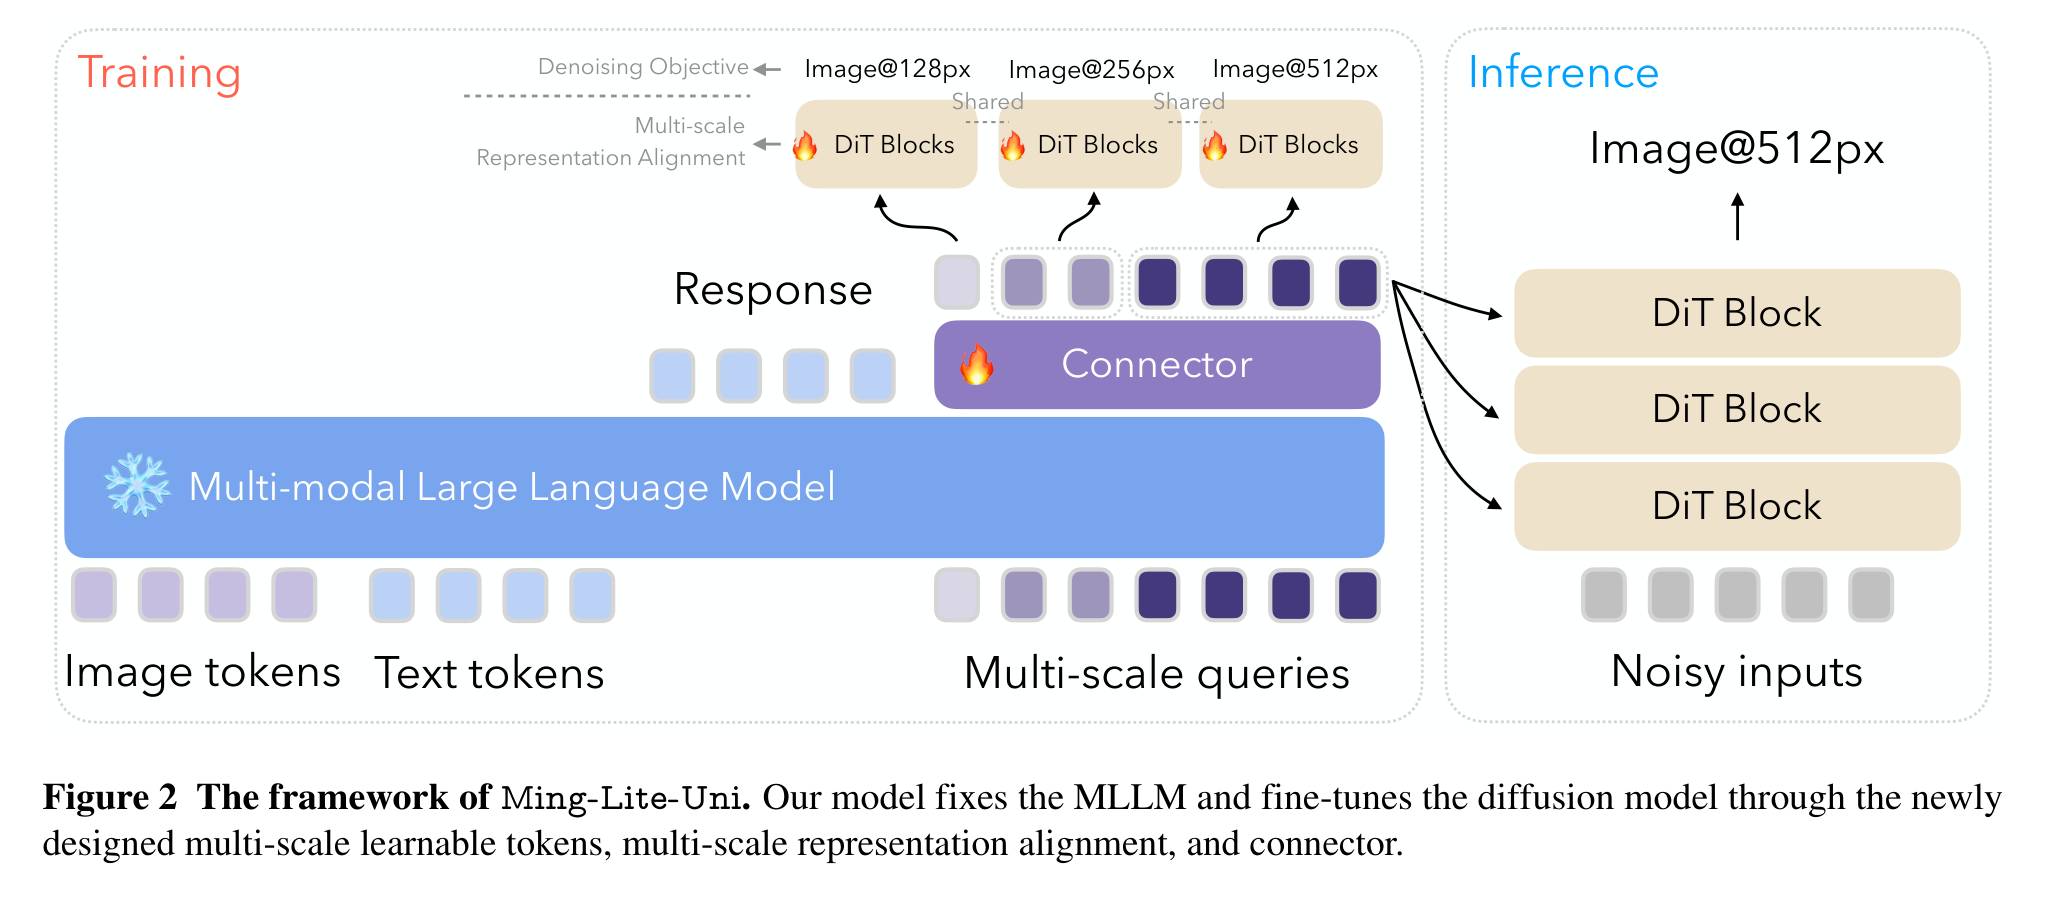 Training
Denoising Objective
Image@128px
Image@256px
Image@512px
Shared
Shared
Multi-scale
Representation Alignment
DiT Blocks
DiT Blocks
DiT Blocks
Response
Connector
Multi-modal Large Language Model
Image tokens
Text tokens
Multi-scale queries
Inference
Image@512px
DiT Block
DiT Block
DiT Block
Noisy inputs
Figure 2 The framework of Ming-Lite-Uni. Our model fixes the MLLM and fine-tunes the diffusion model through the newly
designed multi-scale learnable tokens, multi-scale representation alignment, and connector.